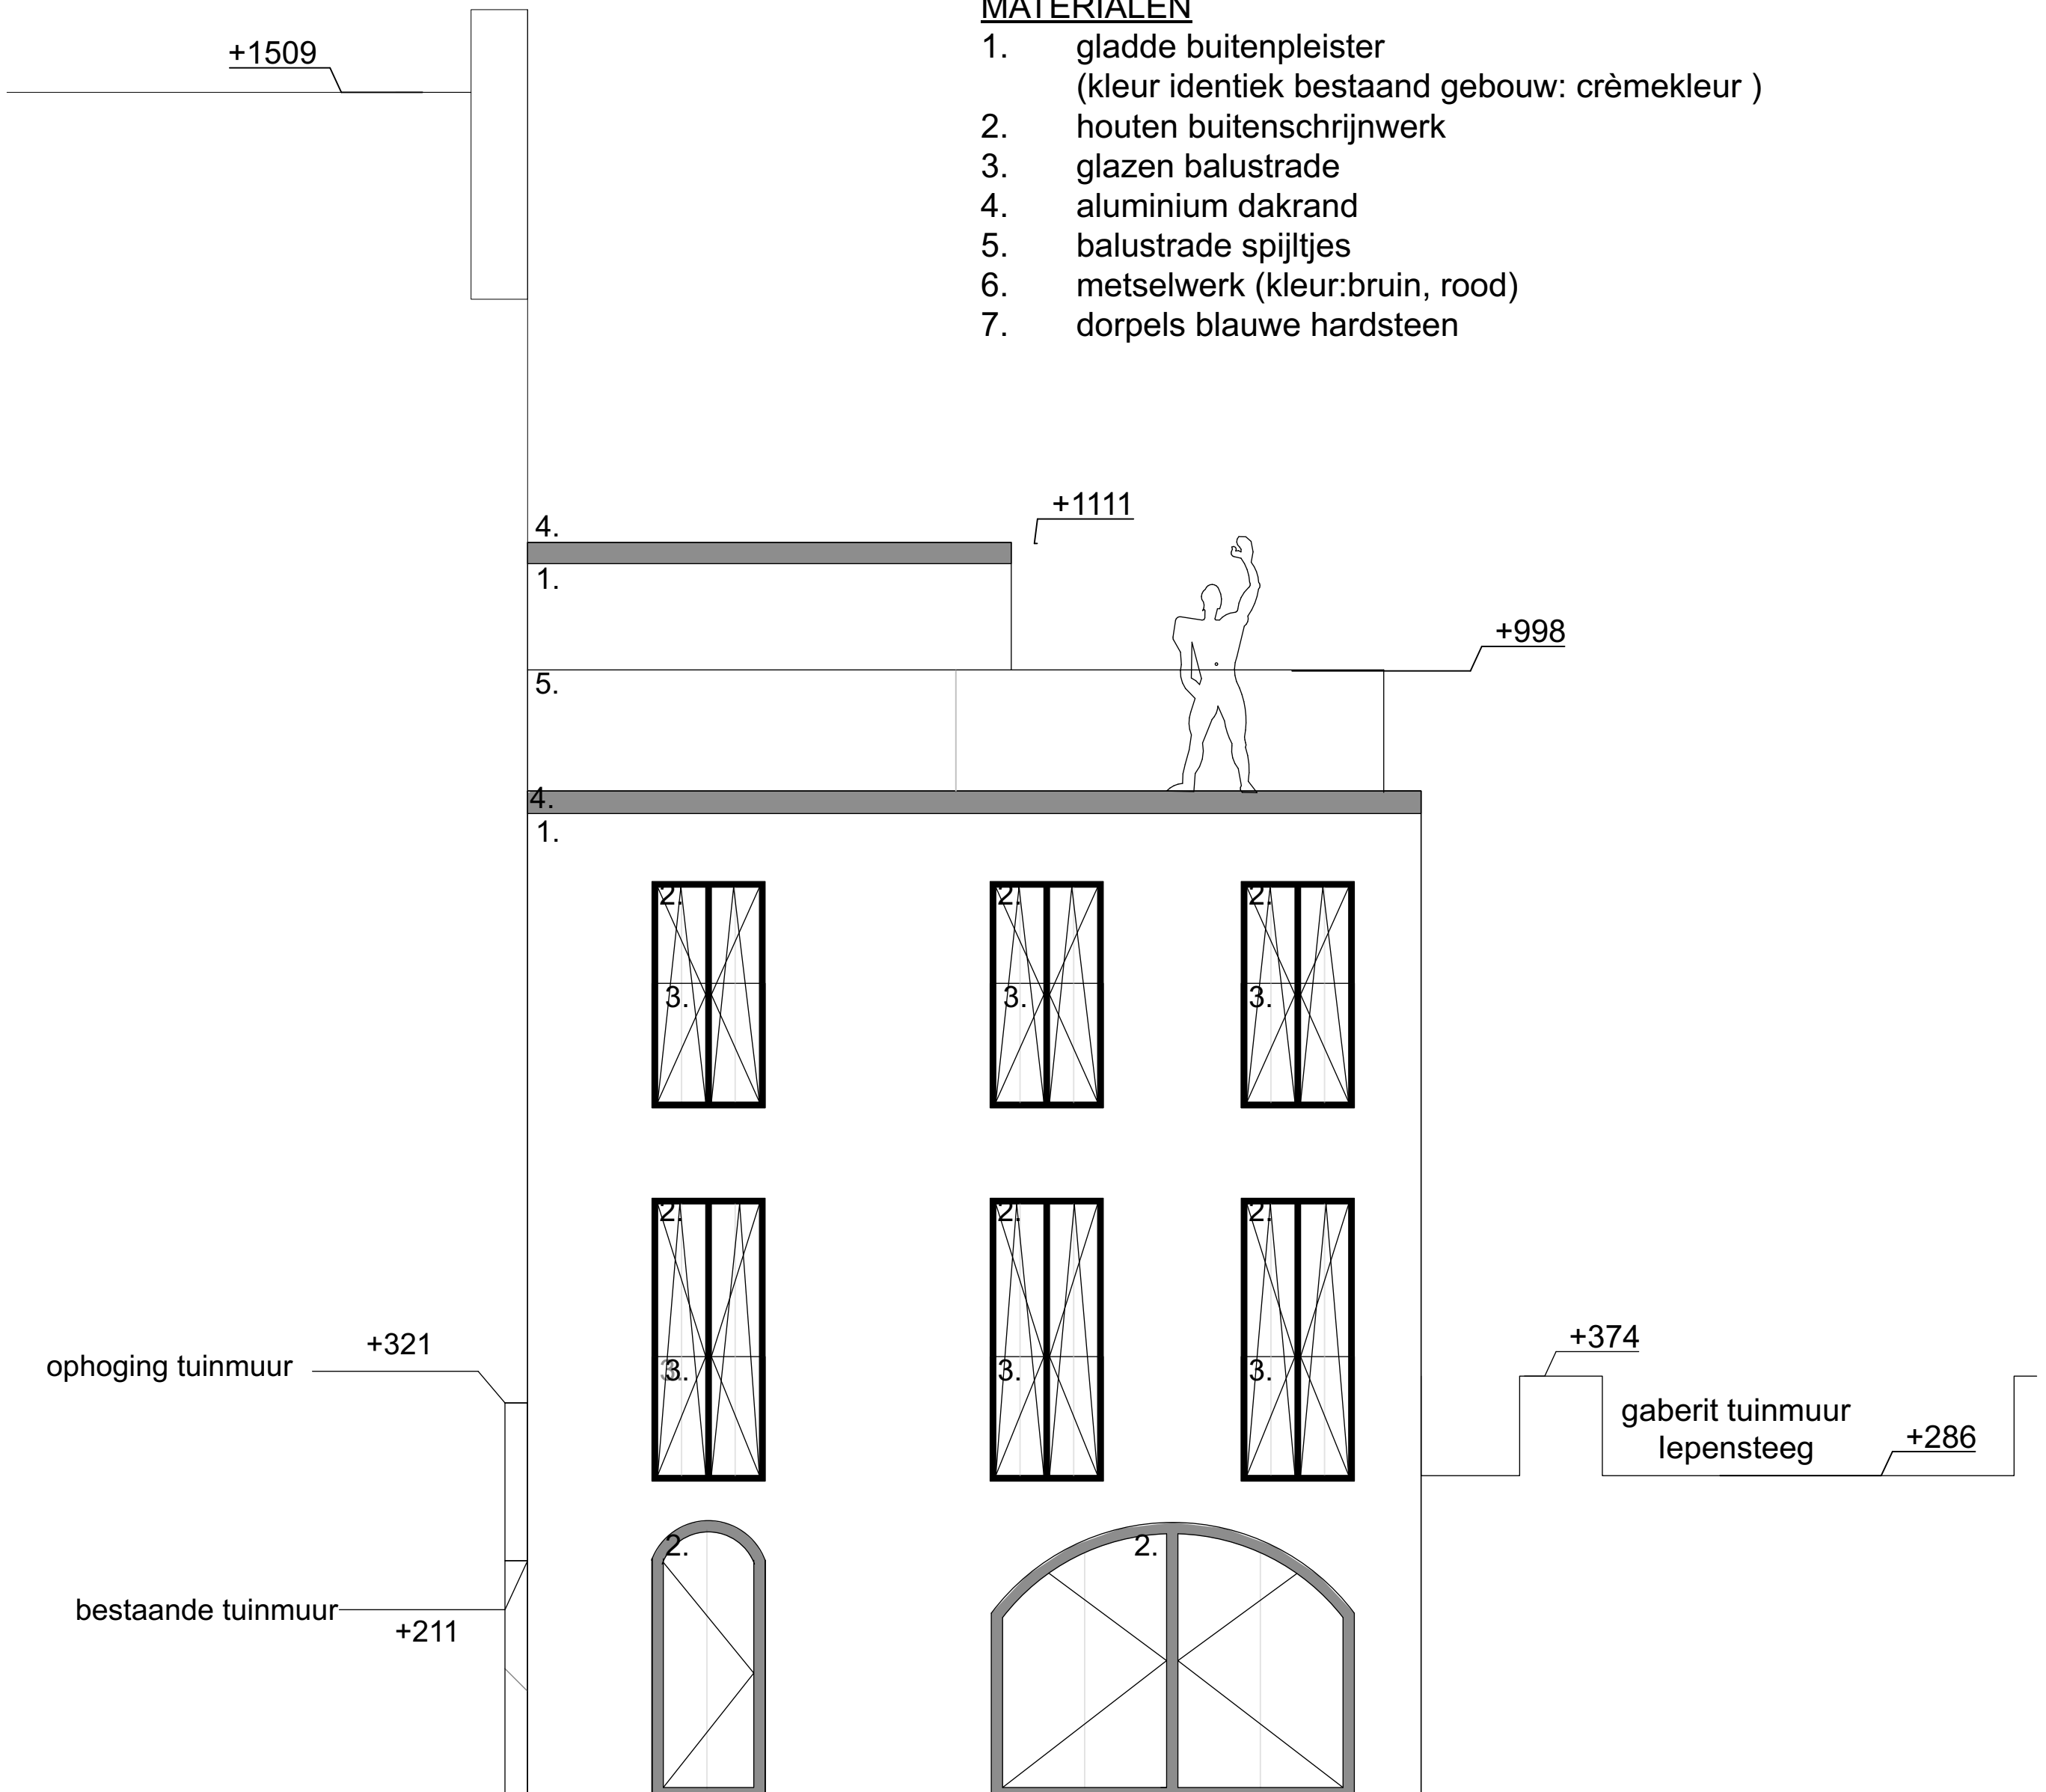 MATERIALEN
1. gladde buitenpleister
(kleur identiek bestaand gebouw: crèmekleur )
2. houten buitenschrijnwerk
3. glazen balustrade
4. aluminium dakrand
5. balustrade spijltjes
6. metselwerk (kleur:bruin, rood)
7. dorpels blauwe hardsteen
+1509
+1111
4.
1.
+998
5.
4.
1.
2. 2. 2.
3. 3. 3.
2. 2. 2.
3. 3. 3.
+321
ophoging tuinmuur
+374
gaberit tuinmuur
Iepensteeg
+286
2. 2.
bestaande tuinmuur
+211